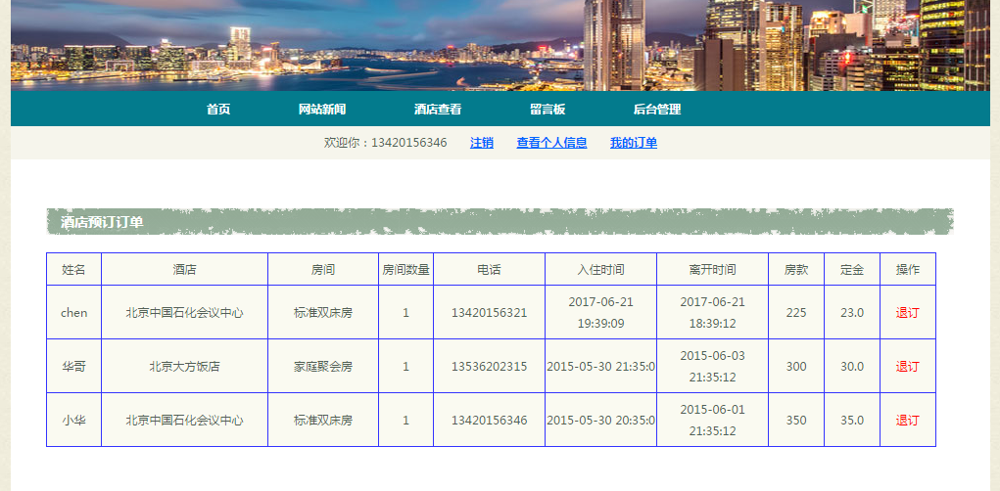 首页 网站新闻 酒店查看 留言板 后台管理
欢迎你：13420156346 注销 查看个人信息 我的订单
酒店预订订单
姓名 酒店 房间 房间数量 电话 入住时间 离开时间 房款 定金 操作
chen 北京中国石化会议中心 标准双床房 1 13420156321 2017-06-21 19:39:09 2017-06-21 18:39:12 225 23.0 退订
华哥 北京大方饭店 家庭聚会房 1 13536202315 2015-05-30 21:35:0 2015-06-03 21:35:12 300 30.0 退订
小华 北京中国石化会议中心 标准双床房 1 13420156346 2015-05-30 20:35:0 2015-06-01 21:35:12 350 35.0 退订